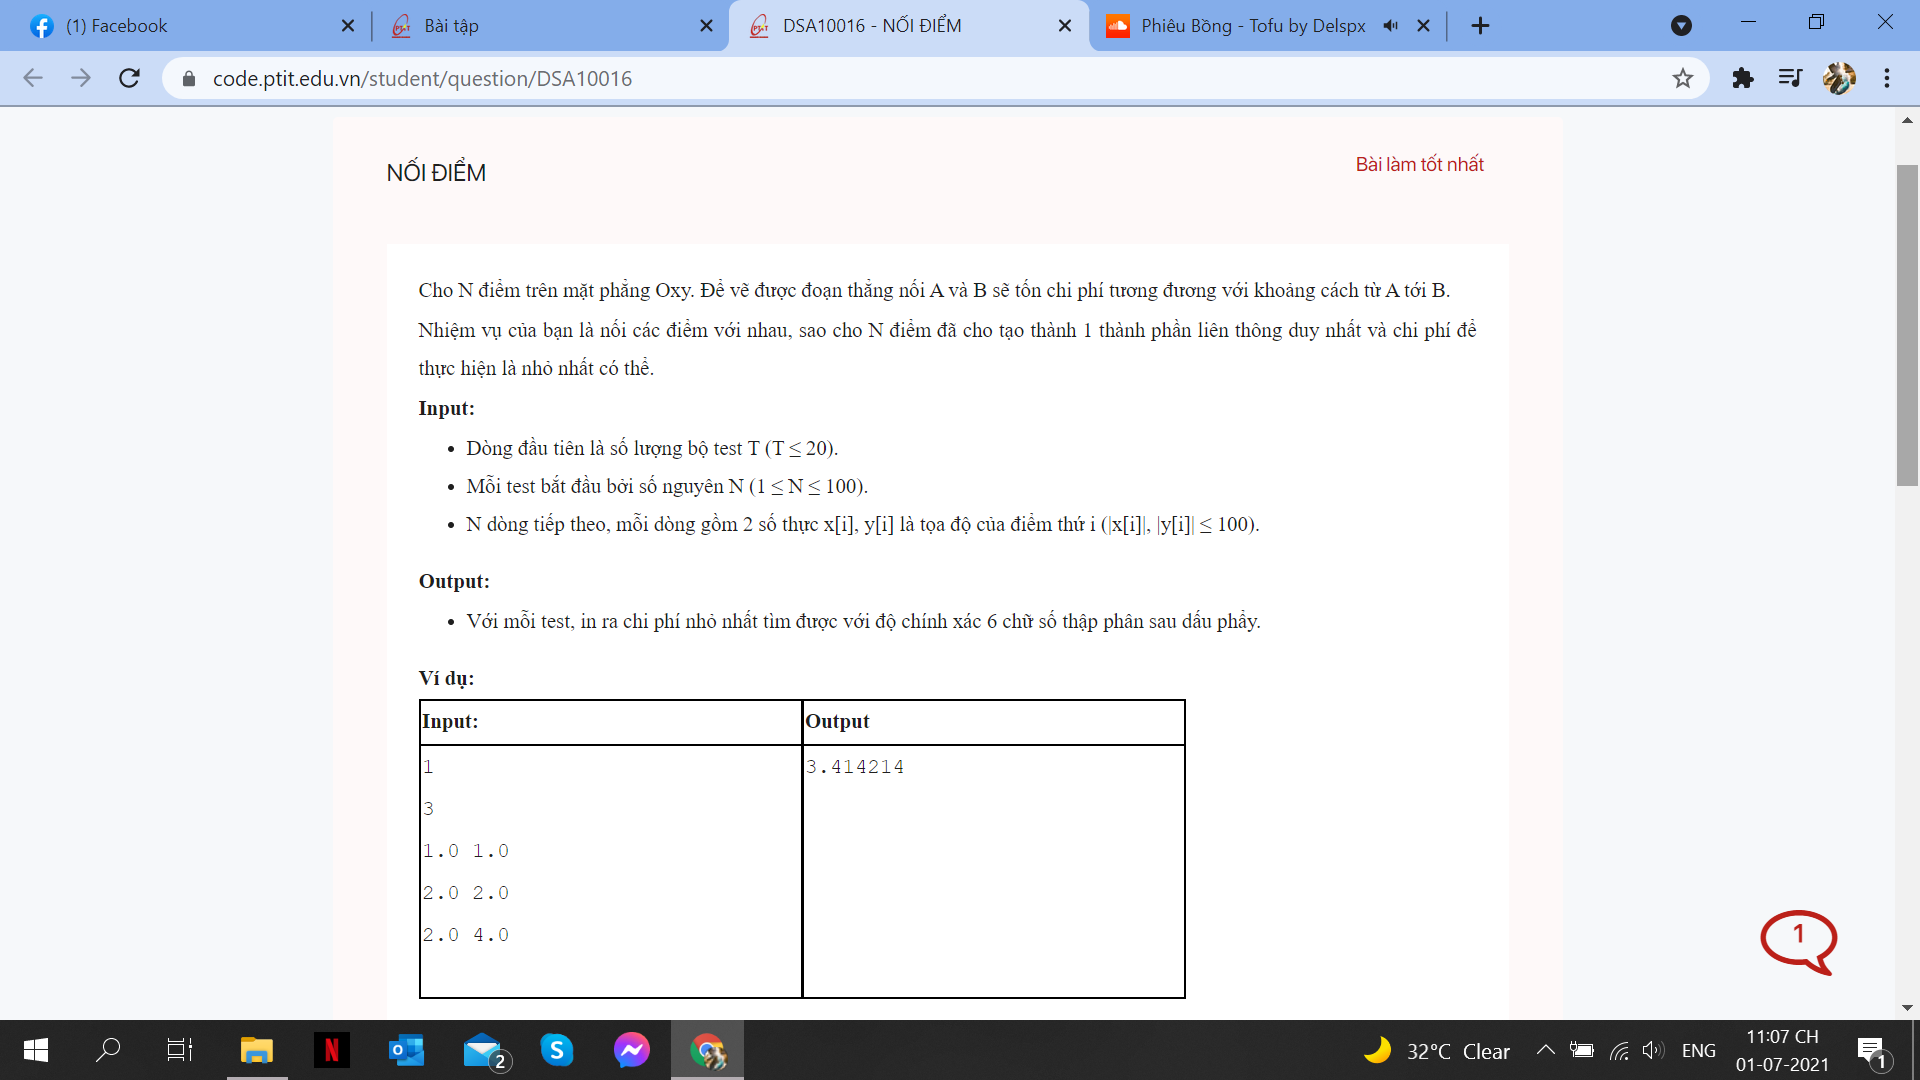 (1) Facebook
Bài tập
DSA10016 - NỐI ĐIỂM
Phiêu Bồng - Tofu by Delspx
code.ptit.edu.vn/student/question/DSA10016
NỐI ĐIỂM
Bài làm tốt nhất
Cho N điểm trên mặt phẳng Oxy. Để vẽ được đoạn thẳng nối A và B sẽ tốn chi phí tương đương với khoảng cách từ A tới B.
Nhiệm vụ của bạn là nối các điểm với nhau, sao cho N điểm đã cho tạo thành 1 thành phần liên thông duy nhất và chi phí để
thực hiện là nhỏ nhất có thể.
Input:
• Dòng đầu tiên là số lượng bộ test T (T ≤ 20).
• Mỗi test bắt đầu bởi số nguyên N (1 ≤ N ≤ 100).
• N dòng tiếp theo, mỗi dòng gồm 2 số thực x[i], y[i] là tọa độ của điểm thứ i (|x[i]|, |y[i]| ≤ 100).
Output:
• Với mỗi test, in ra chi phí nhỏ nhất tìm được với độ chính xác 6 chữ số thập phân sau dấu phẩy.
Ví dụ:
Input: Output
1 3.414214
3
1.0 1.0
2.0 2.0
2.0 4.0
1
N
2
S
32°C Clear
ENG
11:07 CH
01-07-2021
1